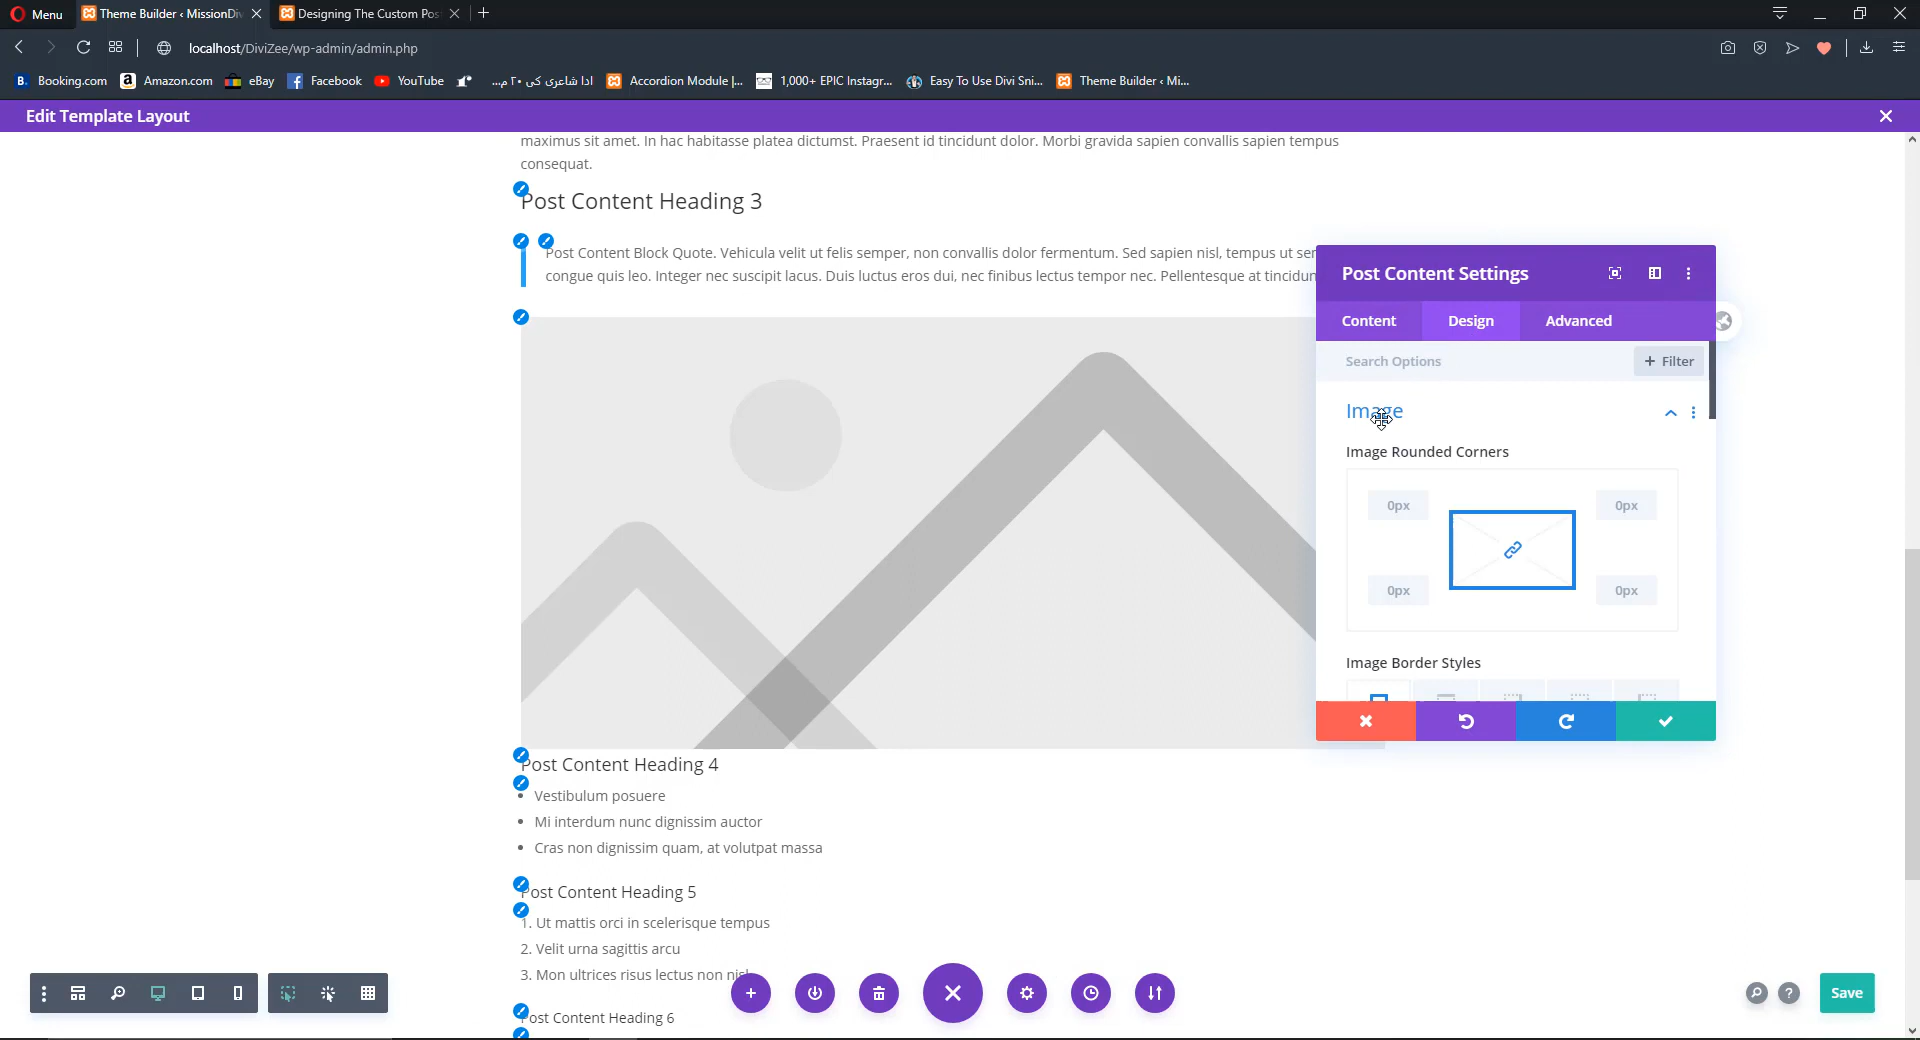 Menu
Theme Builder ‹ MissionDiv
Designing The Custom Pos
localhost/DiviZee/wp-admin/admin.php
Booking.com
Amazon.com
eBay
Facebook
YouTube
ادا شاعری کی ۲۰ م...
Accordion Module |...
1,000+ EPIC Instagr...
Easy To Use Divi Sni...
Theme Builder ‹ Mi...
Edit Template Layout
maximus sit amet. In hac habitasse platea dictumst. Praesent id tincidunt dolor. Morbi gravida sapien convallis sapien tempus
consequat.
Post Content Heading 3
Post Content Block Quote. Vehicula velit ut felis semper, non convallis dolor fermentum. Sed sapien nisl, tempus ut ser
congue quis leo. Integer nec suscipit lacus. Duis luctus eros dui, nec finibus lectus tempor nec. Pellentesque at tincidun
Post Content Settings
Content
Design
Advanced
Search Options
+ Filter
Image
Image Rounded Corners
0px
0px
0px
0px
Image Border Styles
Post Content Heading 4
• Vestibulum posuere
• Mi interdum nunc dignissim auctor
• Cras non dignissim quam, at volutpat massa
Post Content Heading 5
1. Ut mattis orci in scelerisque tempus
2. Velit urna sagittis arcu
3. Mon ultrices risus lectus non nisl
Post Content Heading 6
Save